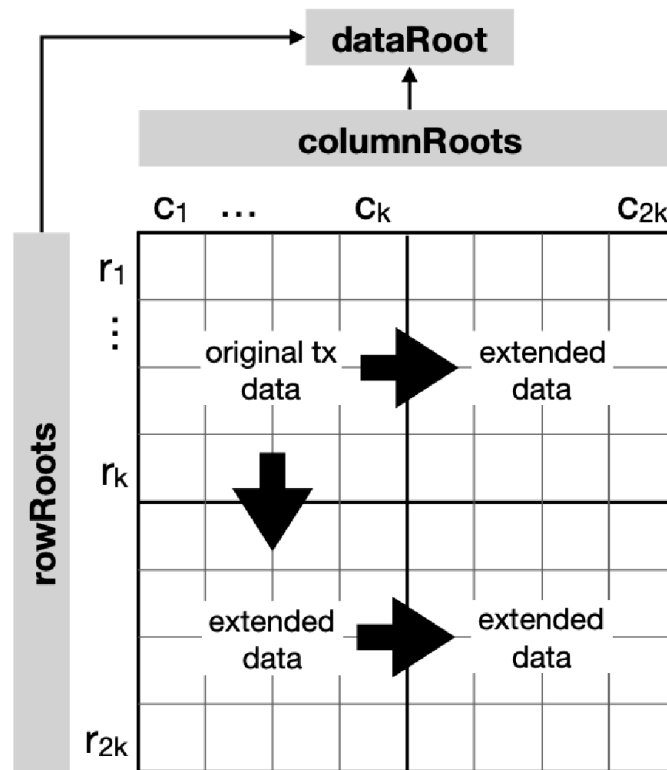 dataRoot
columnRoots
c1 ... ck c2k
r1
⋮
original tx
data
extended
data
rk
rowRoots
extended
data
extended
data
r2k